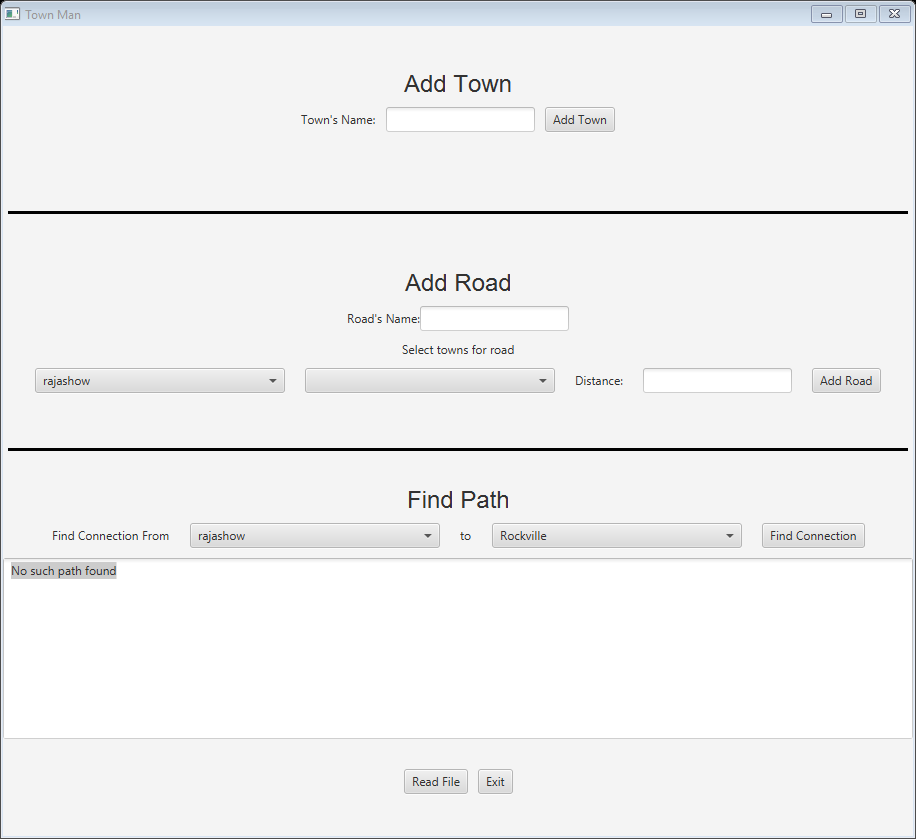 Town Man
Add Town
Town's Name: Add Town
Add Road
Road's Name:
Select towns for road
rajashow Distance: Add Road
Find Path
Find Connection From rajashow to Rockville Find Connection
No such path found
Read File Exit